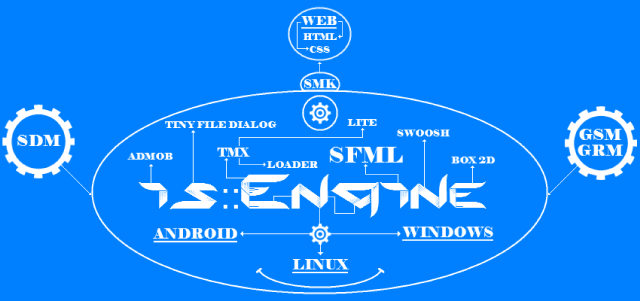 WEB
HTML
CSS
SMK
SDM
GSM
GRM
TINY FILE DIALOG
LITE
SWOOSH
ADMOB
TMX
LOADER
SFML
BOX 2D
is::Engine
ANDROID
WINDOWS
LINUX